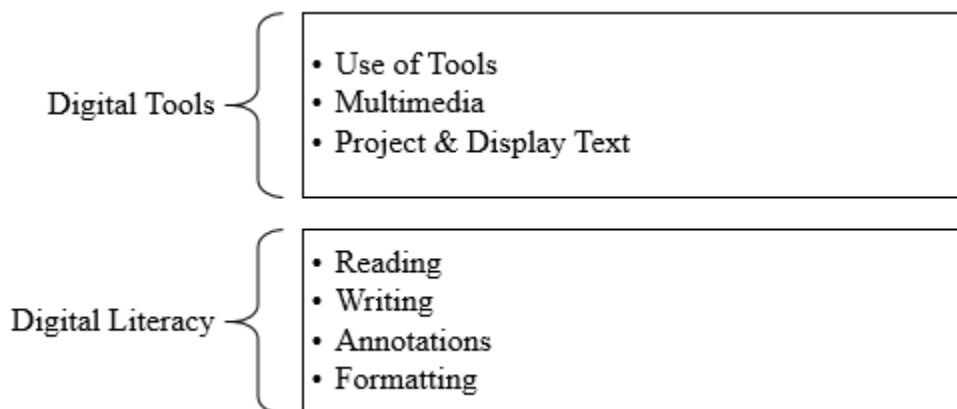 Digital Tools
• Use of Tools
• Multimedia
• Project & Display Text
Digital Literacy
• Reading
• Writing
• Annotations
• Formatting